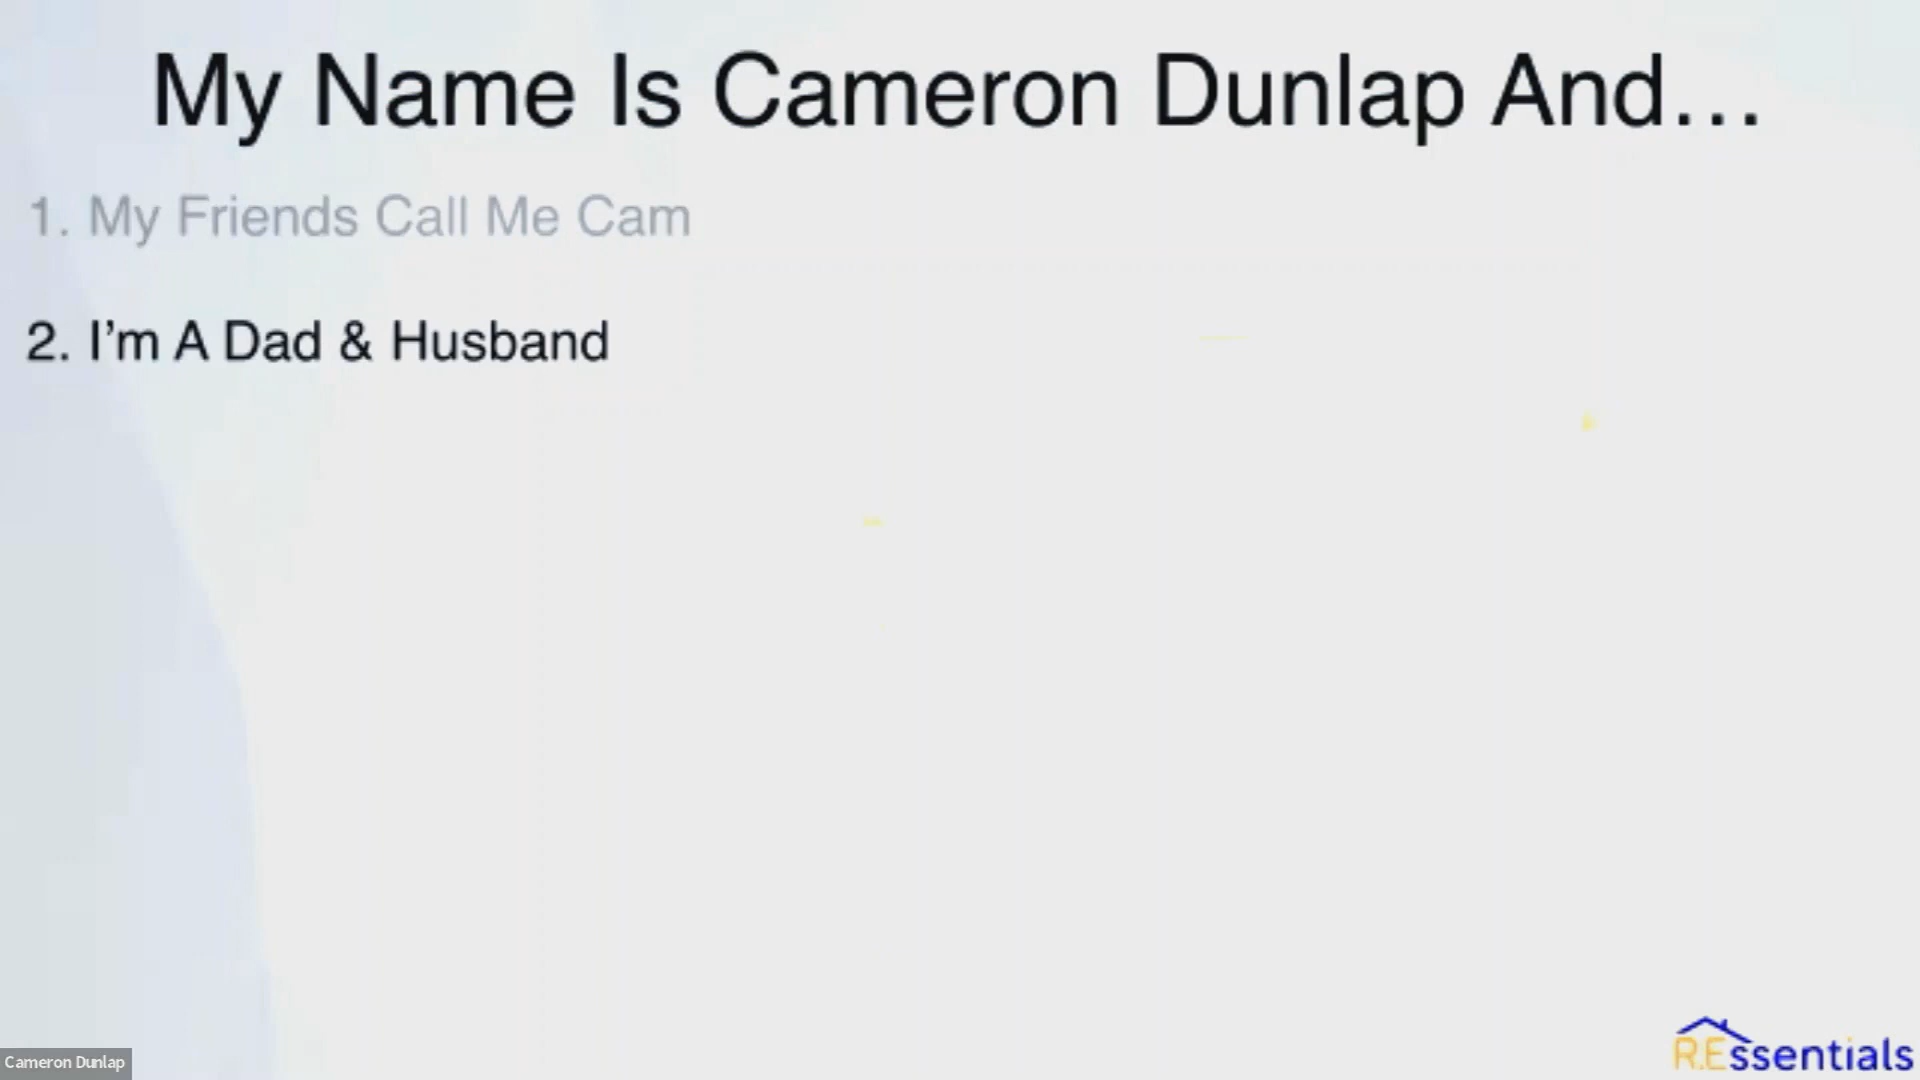 My Name Is Cameron Dunlap And…
1. My Friends Call Me Cam
2. I’m A Dad & Husband
Cameron Dunlap
R.Essentials